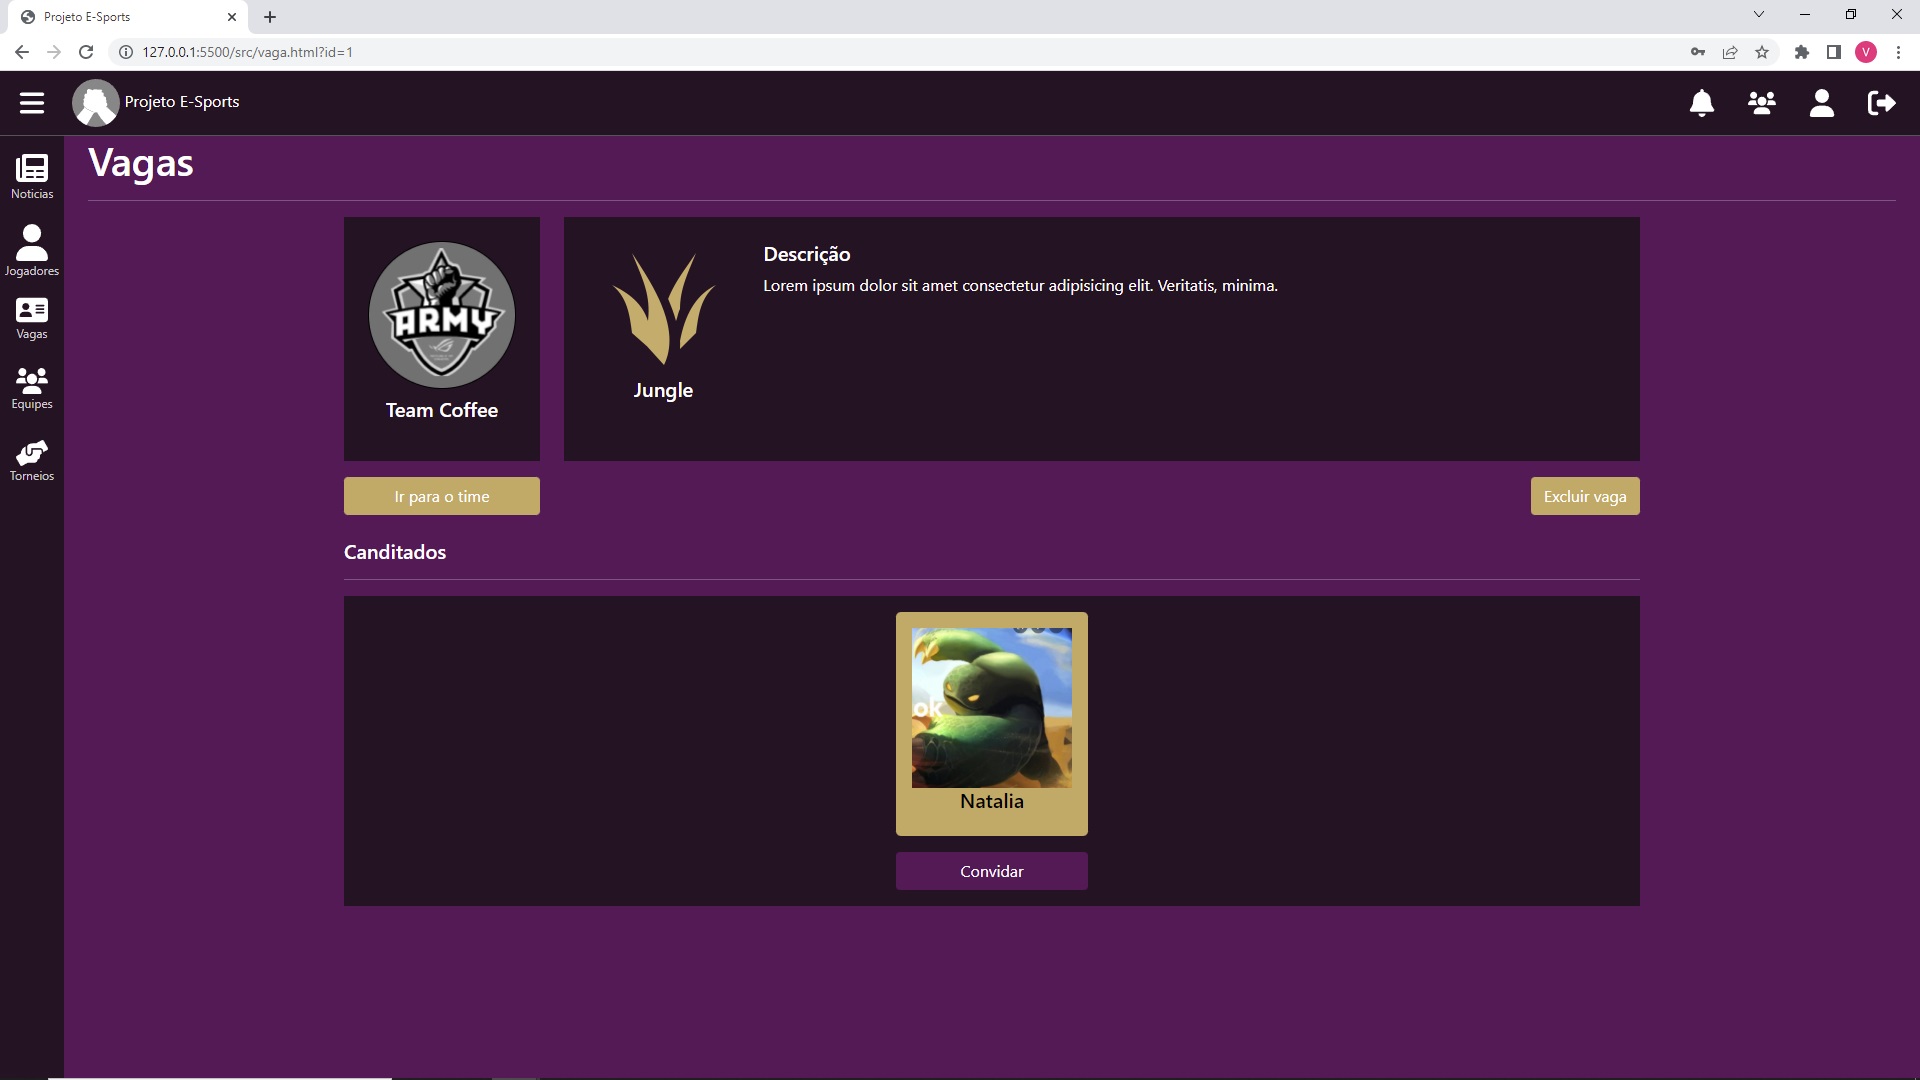 Projeto E-Sports
127.0.0.1:5500/src/vaga.html?id=1
V
Projeto E-Sports
Noticias
Jogadores
Vagas
Equipes
Torneios
Vagas
ARMY
Team Coffee
Jungle
Descrição
Lorem ipsum dolor sit amet consectetur adipisicing elit. Veritatis, minima.
Ir para o time
Excluir vaga
Canditados
ok
Natalia
Convidar